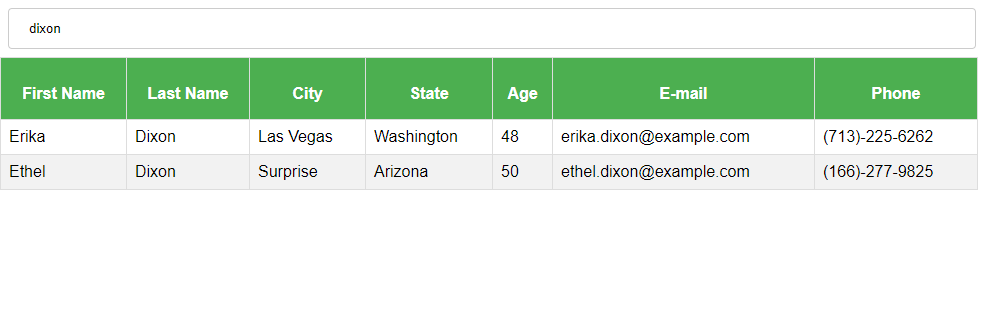 dixon
First Name Last Name City State Age E-mail Phone
Erika Dixon Las Vegas Washington 48 erika.dixon@example.com (713)-225-6262
Ethel Dixon Surprise Arizona 50 ethel.dixon@example.com (166)-277-9825